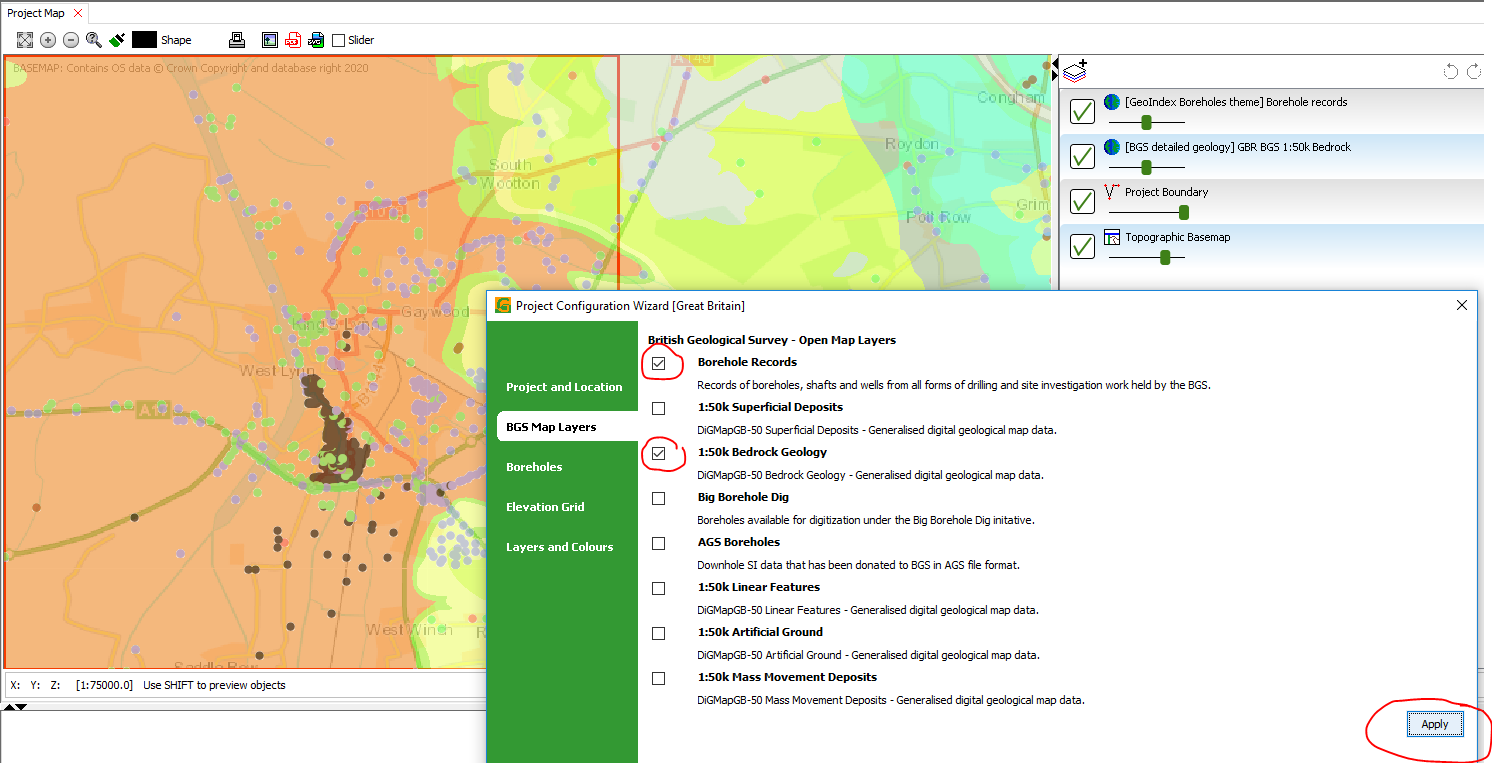 Project Map
Shape
Slider
BASEMAP: Contains OS data © Crown Copyright and database right 2020
A149
Congham
Roydon
South
Wootton
Grim
Pott Row
Gaywood
King's Lynn
West Lynn
A17
West Winch
Saddle Row
X: Y: Z: [1:75000.0] Use SHIFT to preview objects
[GeoIndex Boreholes theme] Borehole records
[BGS detailed geology] GBR BGS 1:50k Bedrock
Project Boundary
Topographic Basemap
Project Configuration Wizard [Great Britain]
Project and Location
BGS Map Layers
Boreholes
Elevation Grid
Layers and Colours
British Geological Survey - Open Map Layers
Borehole Records
Records of boreholes, shafts and wells from all forms of drilling and site investigation work held by the BGS.
1:50k Superficial Deposits
DiGMapGB-50 Superficial Deposits - Generalised digital geological map data.
1:50k Bedrock Geology
DiGMapGB-50 Bedrock Geology - Generalised digital geological map data.
Big Borehole Dig
Boreholes available for digitization under the Big Borehole Dig initative.
AGS Boreholes
Downhole SI data that has been donated to BGS in AGS file format.
1:50k Linear Features
DiGMapGB-50 Linear Features - Generalised digital geological map data.
1:50k Artificial Ground
DiGMapGB-50 Artificial Ground - Generalised digital geological map data.
1:50k Mass Movement Deposits
DiGMapGB-50 Mass Movement Deposits - Generalised digital geological map data.
Apply